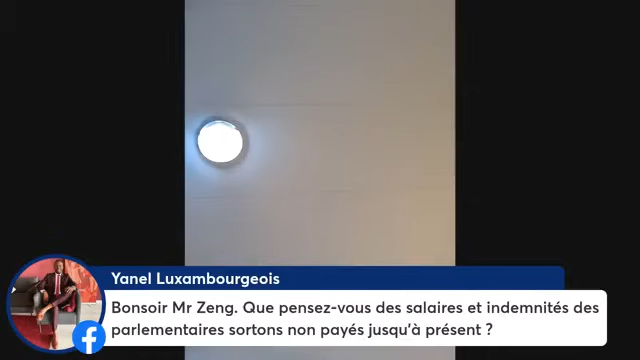 Yanel Luxambourgeois
Bonsoir Mr Zeng. Que pensez-vous des salaires et indemnités des
parlementaires sortons non payés jusqu'à présent ?